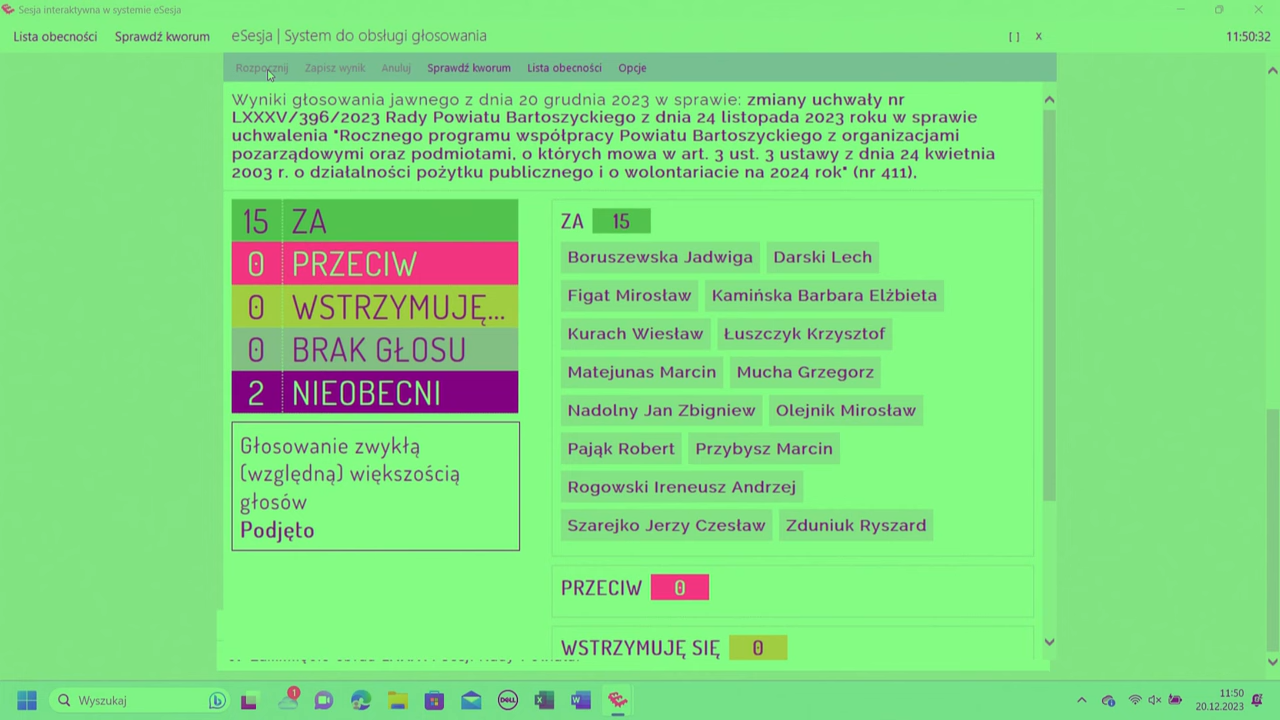 Sesja interaktywna w systemie eSesja
Lista obecności Sprawdź kworum eSesja | System do obsługi głosowania [ ] x 11:50:32
Rozpocznij Zapisz wynik Anuluj Sprawdź kworum Lista obecności Opcje
Wyniki głosowania jawnego z dnia 20 grudnia 2023 w sprawie: zmiany uchwały nr
LXXXV/396/2023 Rady Powiatu Bartoszyckiego z dnia 24 listopada 2023 roku w sprawie
uchwalenia "Rocznego programu współpracy Powiatu Bartoszyckiego z organizacjami
pozarządowymi oraz podmiotami, o których mowa w art. 3 ust. 3 ustawy z dnia 24 kwietnia
2003 r. o działalności pożytku publicznego i o wolontariacie na 2024 rok" (nr 411),
15 ZA
0 PRZECIW
0 WSTRZYMUJĘ...
0 BRAK GŁOSU
2 NIEOBECNI
Głosowanie zwykłą
(względną) większością
głosów
Podjęto
ZA 15
Boruszewska Jadwiga Darski Lech
Figat Mirosław Kamińska Barbara Elżbieta
Kurach Wiesław Łuszczyk Krzysztof
Matejunas Marcin Mucha Grzegorz
Nadolny Jan Zbigniew Olejnik Mirosław
Pająk Robert Przybysz Marcin
Rogowski Ireneusz Andrzej
Szarejko Jerzy Czesław Zduniuk Ryszard
PRZECIW 0
WSTRZYMUJĘ SIĘ 0
Wyszukaj 1 DELL 11:50
20.12.2023